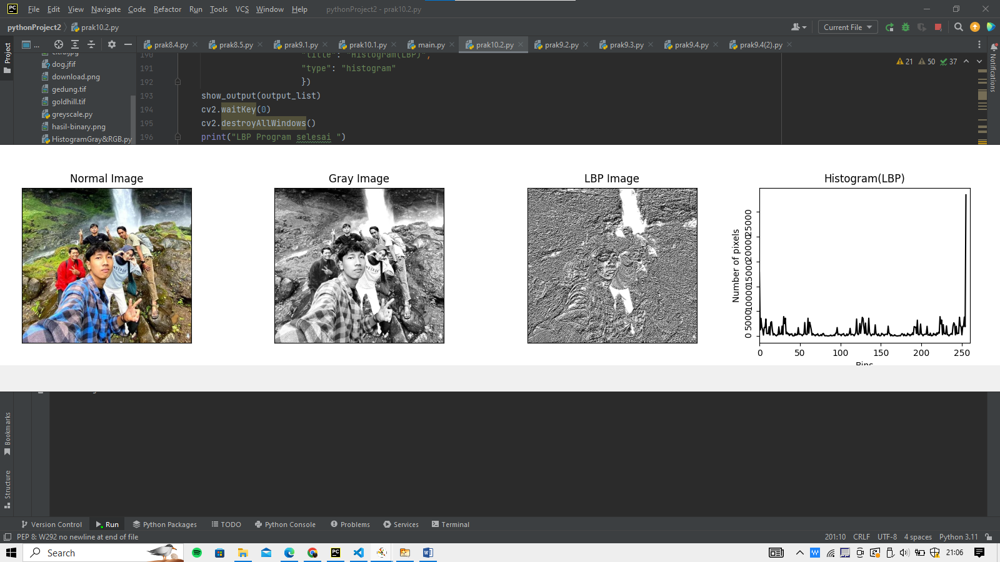 File Edit View Navigate Code Refactor Run Tools VCS Window Help pythonProject2 - prak10.2.py
pythonProject2 prak10.2.py Current File
... prak8.4.py prak8.5.py prak9.1.py prak10.1.py main.py prak10.2.py prak9.2.py prak9.3.py prak9.4.py prak9.4(2).py
Project
Notifications
dog.jfif
download.png
gedung.tif
goldhill.tif
greyscale.py
hasil-binary.png
HistogramGray&RGB.py
21 50 37
190 "title": "Histogram(LBP)",
191 "type": "histogram"
192 })
193 show_output(output_list)
194 cv2.waitKey(0)
195 cv2.destroyAllWindows()
196 print("LBP Program selesai ")
Normal Image
Gray Image
LBP Image
Histogram(LBP)
Number of pixels
0 5000 10000 15000 20000 25000
0 50 100 150 200 250
Bins
Bookmarks
Structure
Version Control Run Python Packages TODO Python Console Problems Services Terminal
PEP 8: W292 no newline at end of file 201:10 CRLF UTF-8 4 spaces Python 3.11
Search 21:06